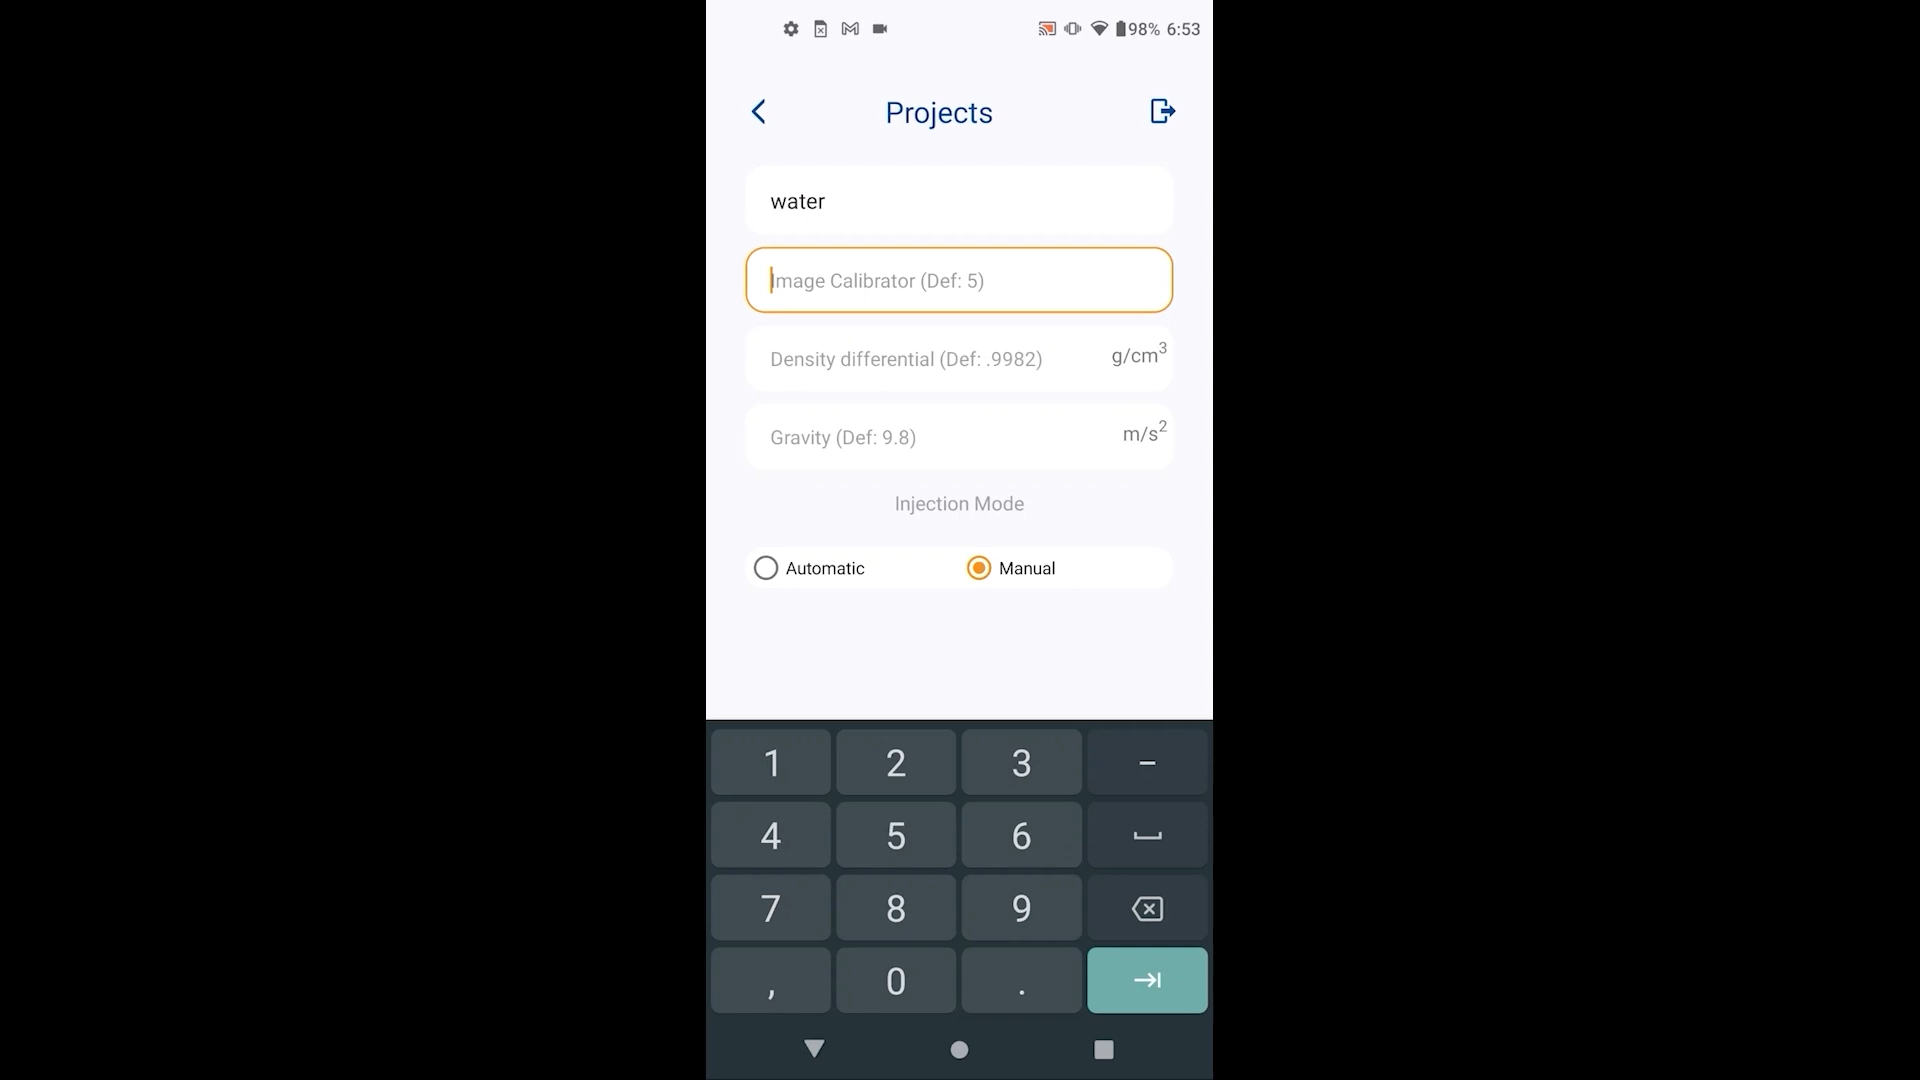 98% 6:53
Projects
water
Image Calibrator (Def: 5)
Density differential (Def: .9982) g/cm³
Gravity (Def: 9.8) m/s²
Injection Mode
Automatic Manual
1 2 3 -
4 5 6
7 8 9
, 0 .